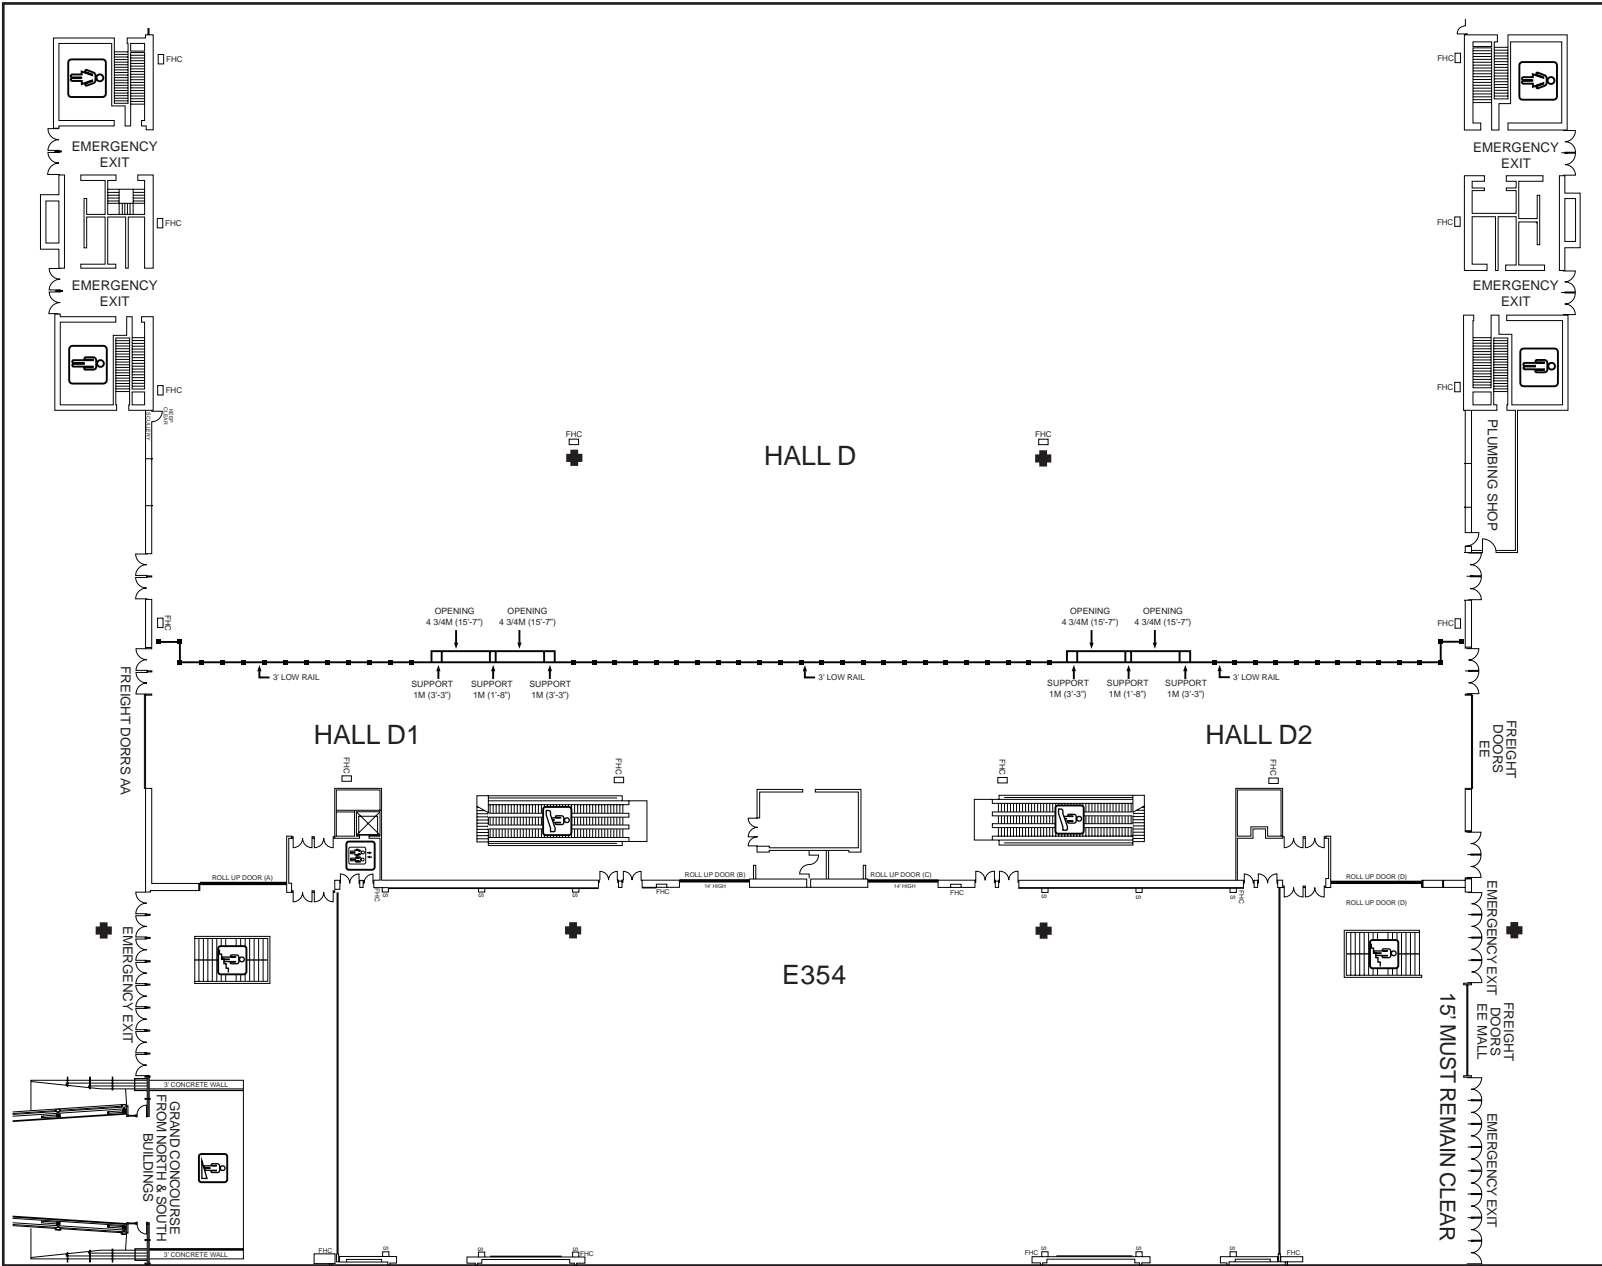 FHC
FHC
EMERGENCY
EXIT
EMERGENCY
EXIT
FHC
FHC
EMERGENCY
EXIT
EMERGENCY
EXIT
FHC
FHC
KEEP
CLEAR
SCULLERY
PLUMBING SHOP
FHC
FHC
HALL D
FHC
FHC
OPENING
4 3/4M (15'-7")
OPENING
4 3/4M (15'-7")
OPENING
4 3/4M (15'-7")
OPENING
4 3/4M (15'-7")
3' LOW RAIL
SUPPORT
1M (3'-3")
SUPPORT
1M (1'-8")
SUPPORT
1M (3'-3")
3' LOW RAIL
SUPPORT
1M (3'-3")
SUPPORT
1M (1'-8")
SUPPORT
1M (3'-3")
3' LOW RAIL
FREIGHT DORRS AA
HALL D1
HALL D2
FREIGHT
DOORS
EE
FHC
FHC
FHC
FHC
ROLL UP DOOR (A)
ROLL UP DOOR (B)
14' HIGH
ROLL UP DOOR (C)
14' HIGH
ROLL UP DOOR (D)
FHC
S
S
S
FHC
FHC
S
S
S
FHC
ROLL UP DOOR (D)
EMERGENCY EXIT
EMERGENCY EXIT
E354
15' MUST REMAIN CLEAR
FREIGHT
DOORS
EE MALL
3' CONCRETE WALL
GRAND CONCOURSE
FROM NORTH & SOUTH
BUILDINGS
EMERGENCY EXIT
3' CONCRETE WALL
FHC
S
S
S
FHC
FHC
S
S
S
FHC